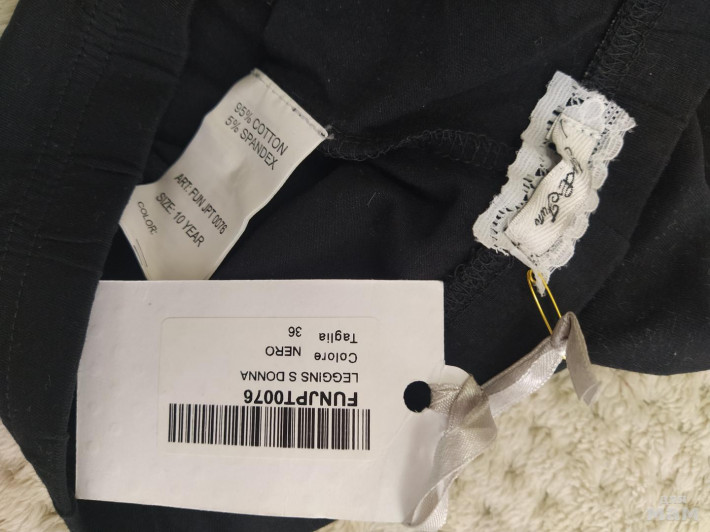 95% COTTON
5% SPANDEX
ART: FUN JPT 0076
SIZE: 10 YEAR
COLOR:
FUNJPT0076
LEGGINS S DONNA
Colore NERO
Taglia 36
Fun